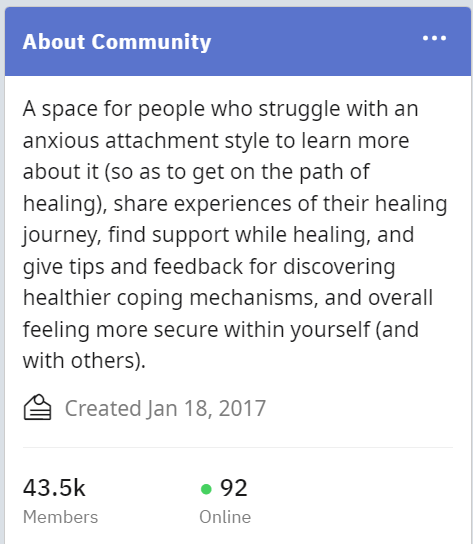 About Community
A space for people who struggle with an
anxious attachment style to learn more
about it (so as to get on the path of
healing), share experiences of their healing
journey, find support while healing, and
give tips and feedback for discovering
healthier coping mechanisms, and overall
feeling more secure within yourself (and
with others).
Created Jan 18, 2017
43.5k 92
Members Online